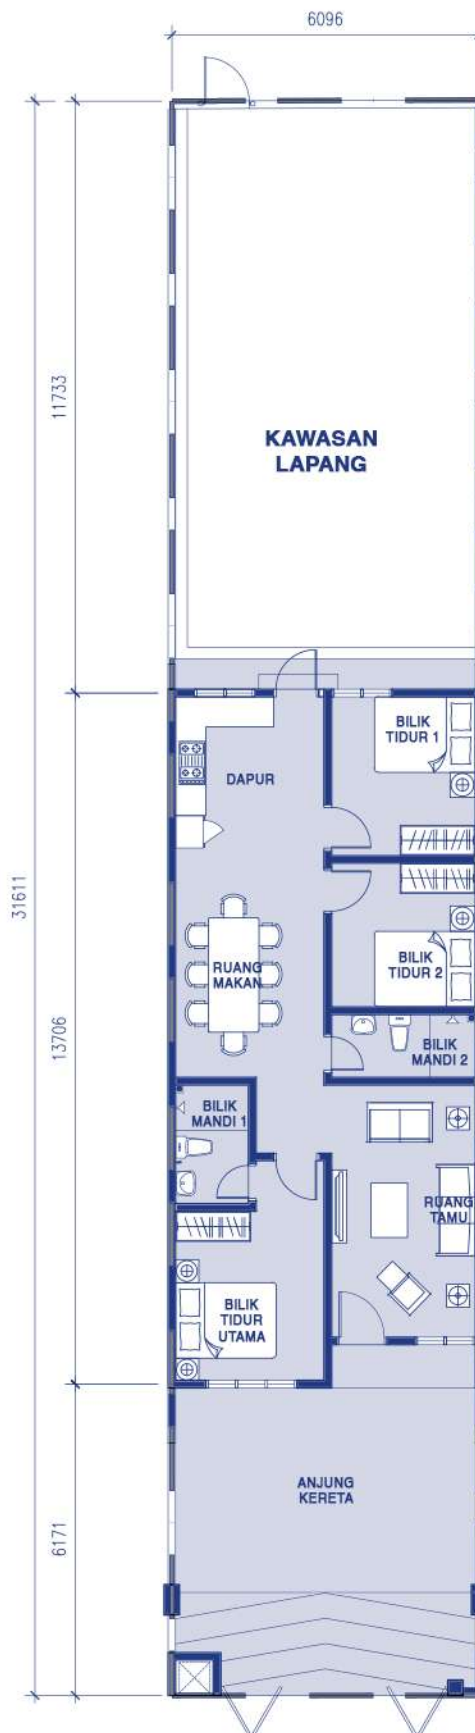 6096
11733
KAWASAN
LAPANG
BILIK
TIDUR 1
DAPUR
31611
13706
RUANG
MAKAN
BILIK
TIDUR 2
BILIK
MANDI 2
BILIK
MANDI 1
RUANG
TAMU
BILIK
TIDUR
UTAMA
ANJUNG
KERETA
6171